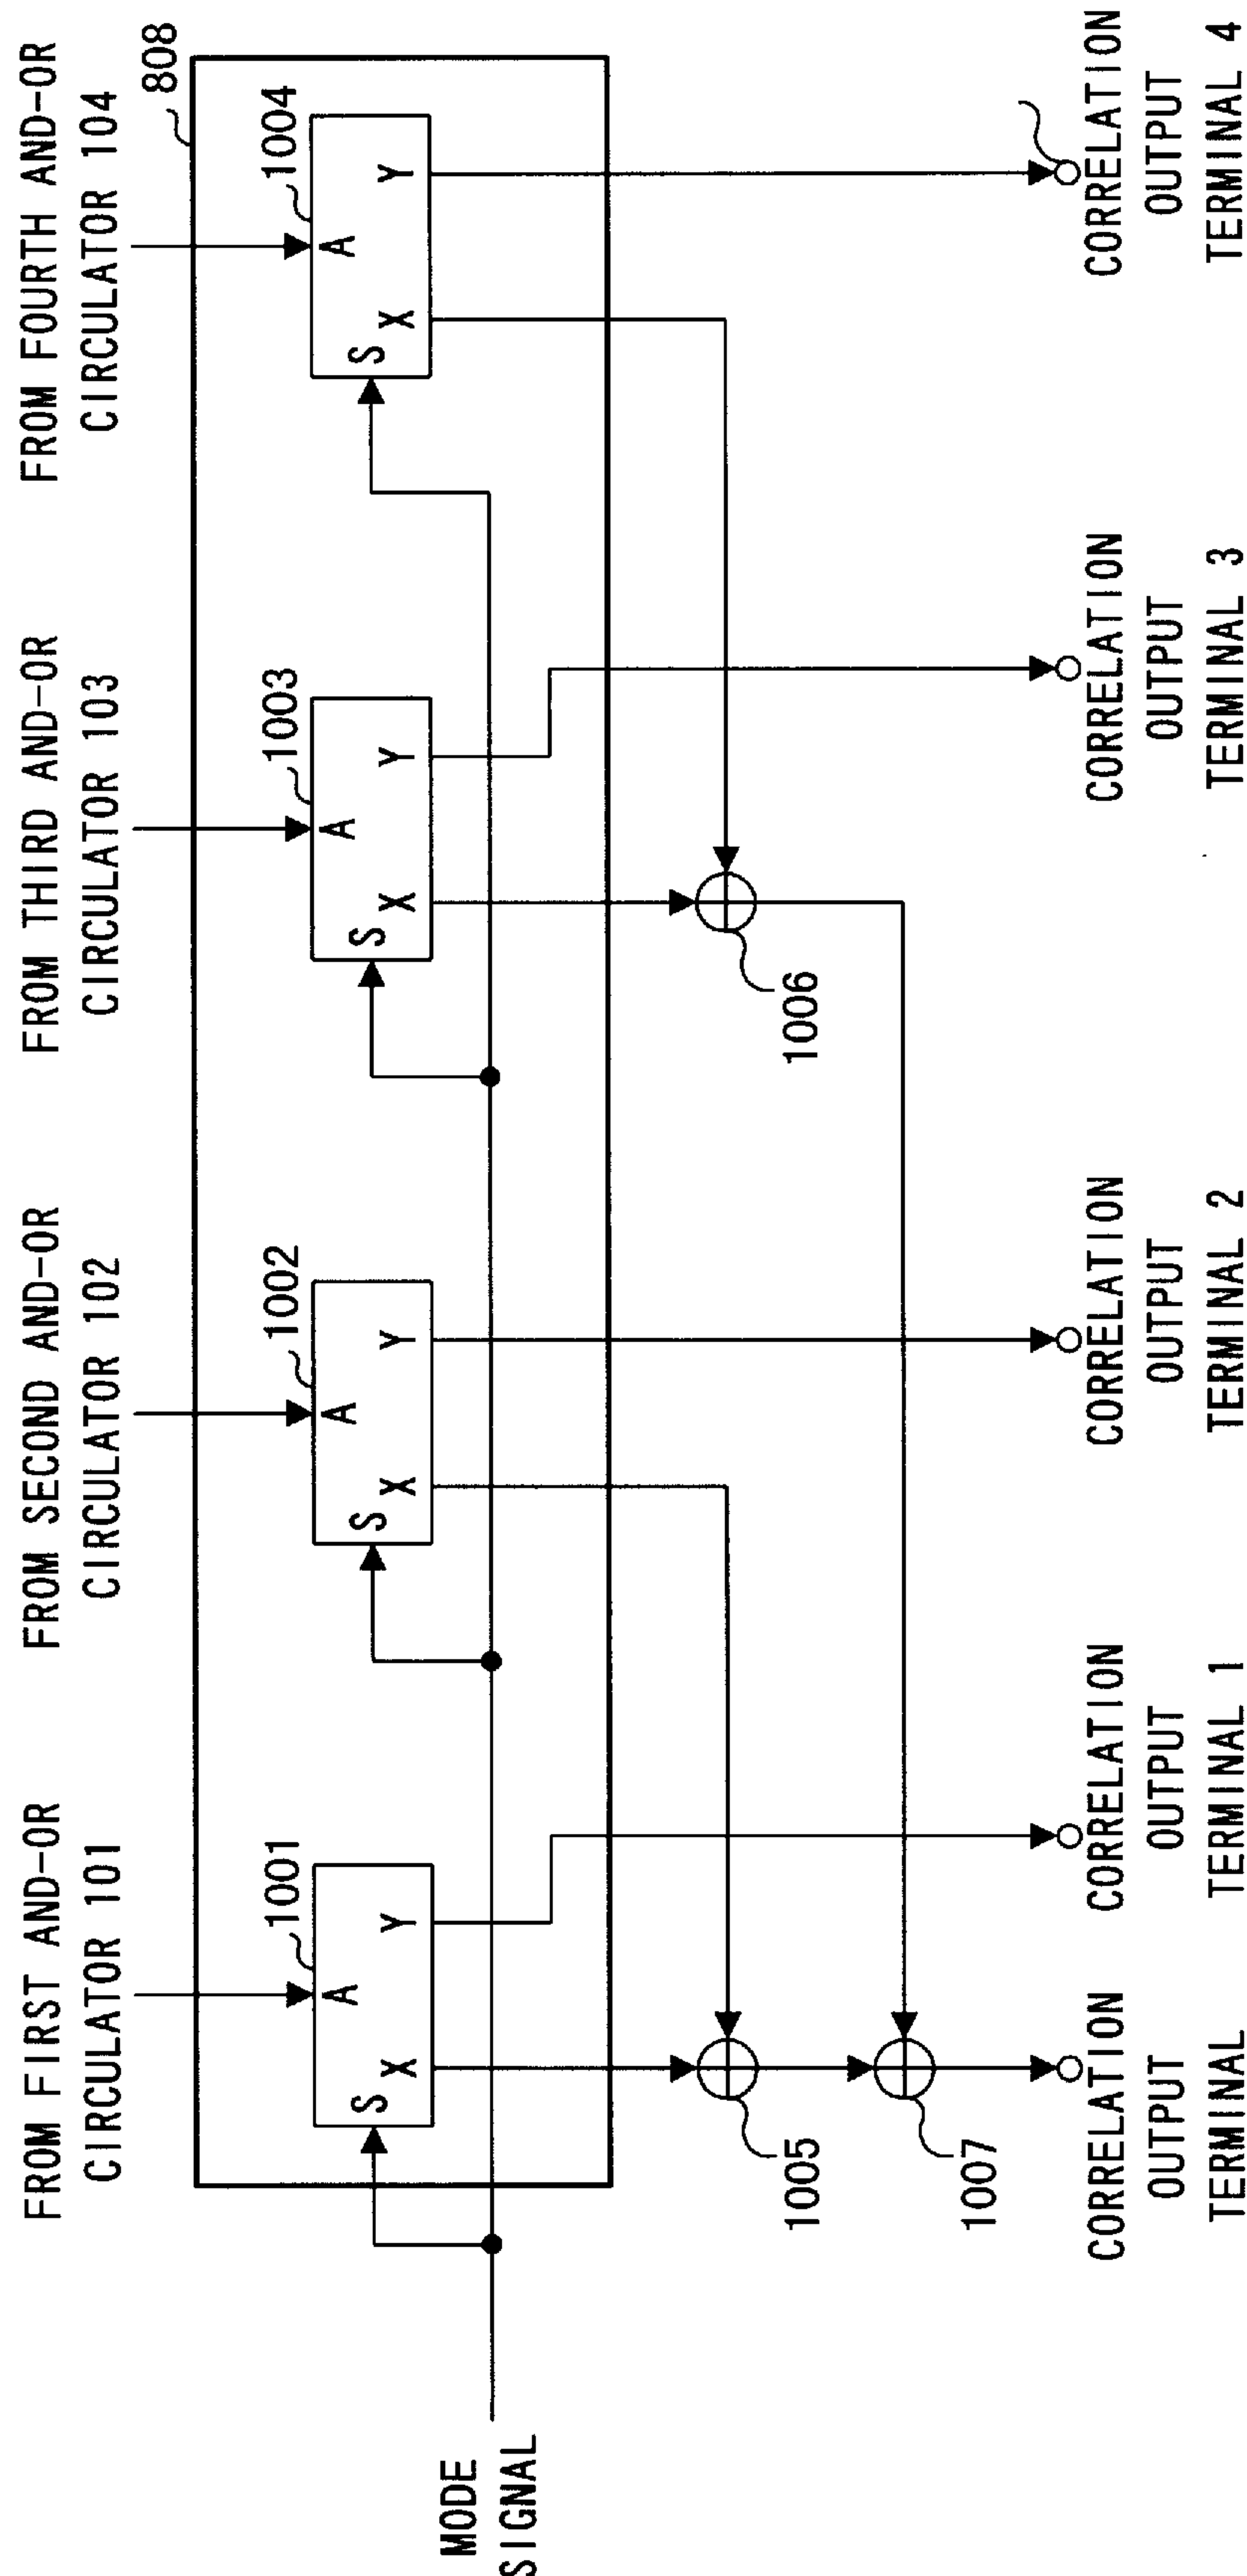 FROM FIRST AND-OR
CIRCULATOR 101
FROM SECOND AND-OR
CIRCULATOR 102
FROM THIRD AND-OR
CIRCULATOR 103
FROM FOURTH AND-OR
CIRCULATOR 104
808
1001
A
S
X
Y
1002
A
S
X
Y
1003
A
S
X
Y
1004
A
S
X
Y
MODE
SIGNAL
1005
1006
1007
CORRELATION
OUTPUT
TERMINAL
CORRELATION
OUTPUT
TERMINAL 1
CORRELATION
OUTPUT
TERMINAL 2
CORRELATION
OUTPUT
TERMINAL 3
CORRELATION
OUTPUT
TERMINAL 4